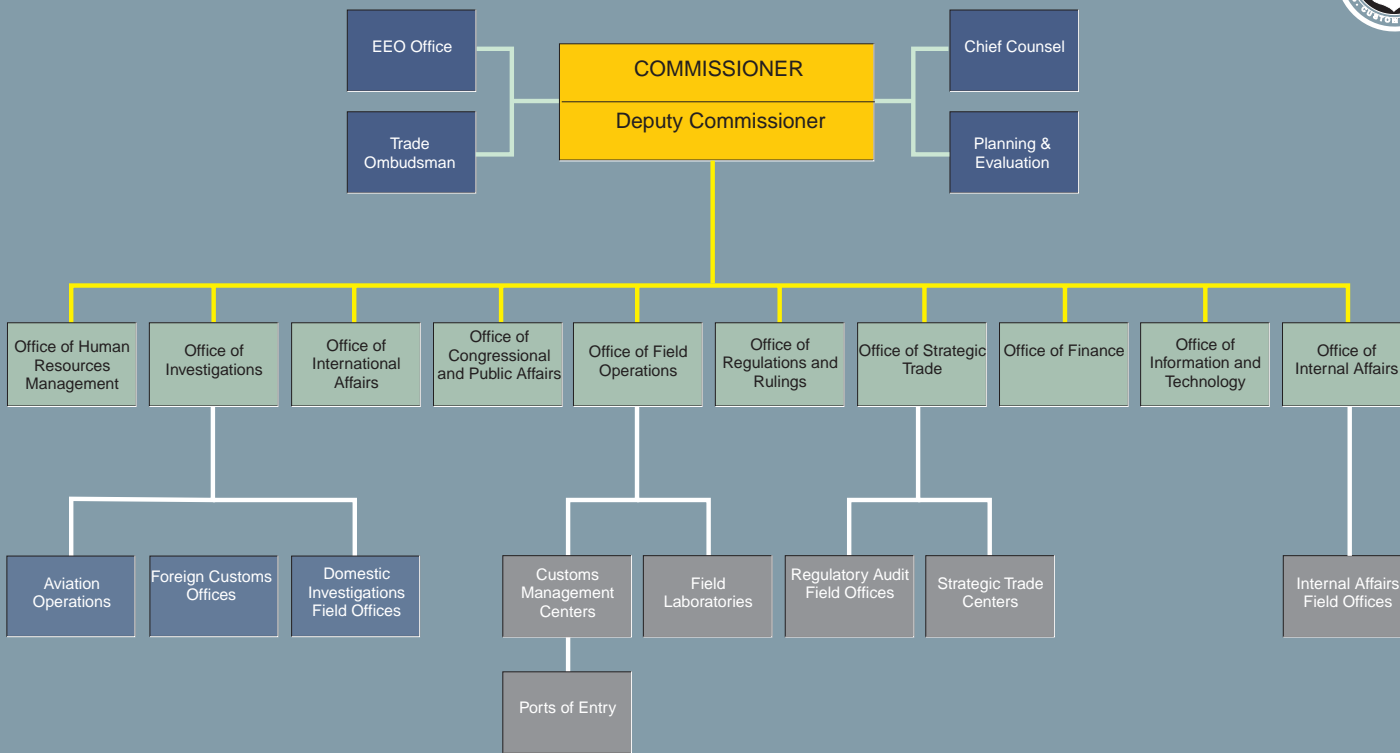 CUSTOM
EEO Office
COMMISSIONER
Deputy Commissioner
Chief Counsel
Trade
Ombudsman
Planning &
Evaluation
Office of Human
Resources
Management
Office of
Investigations
Office of
International
Affairs
Office of
Congressional
and Public Affairs
Office of Field
Operations
Office of
Regulations and
Rulings
Office of Strategic
Trade
Office of Finance
Office of
Information and
Technology
Office of
Internal Affairs
Aviation
Operations
Foreign Customs
Offices
Domestic
Investigations
Field Offices
Customs
Management
Centers
Field
Laboratories
Regulatory Audit
Field Offices
Strategic Trade
Centers
Internal Affairs
Field Offices
Ports of Entry